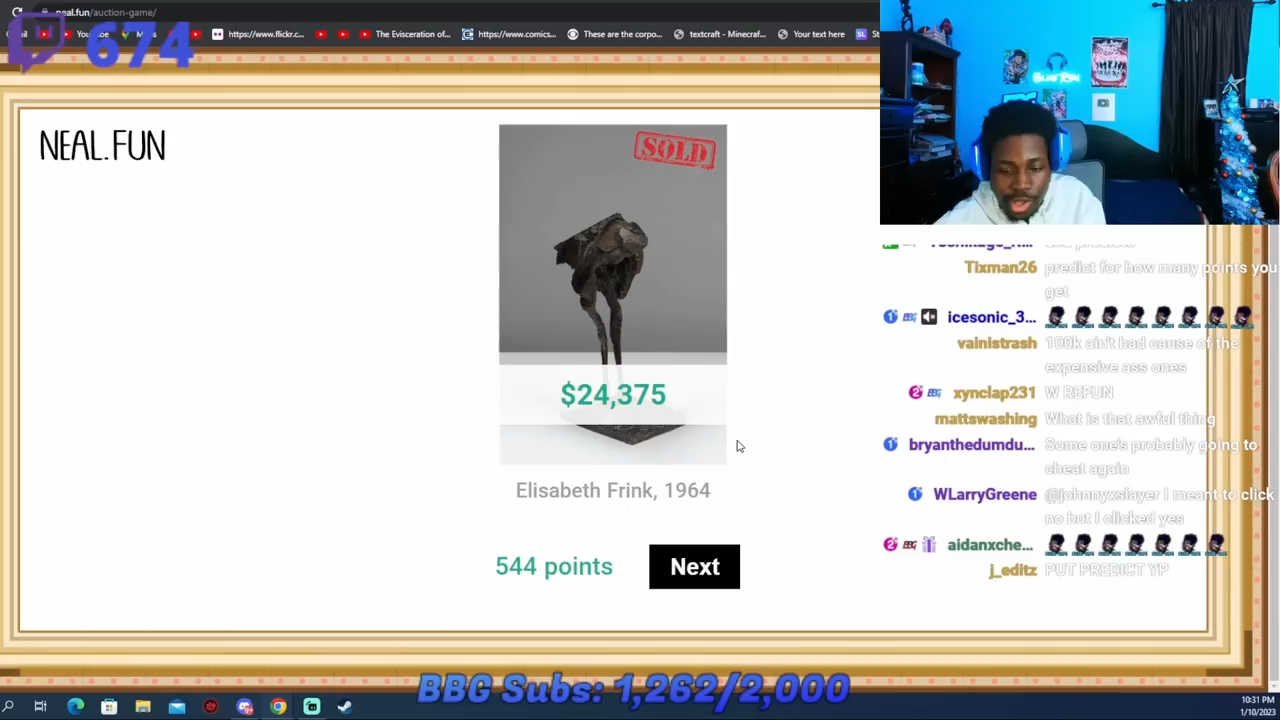 neal.fun/auction-game/
https://www.flickr.c...
The Evisceration of...
https://www.comics...
These are the corpo...
textcraft - Minecraf...
Your text here
SL
674
NEAL.FUN
SOLD
$24,375
Elisabeth Frink, 1964
544 points
Next
Tixman26 predict for how many points you
get
icesonic_3...
vainistrash 100k ain't bad cause of the
expensive ass ones
xynclap231 W REFUN
mattswashing What is that awful thing
bryanthedumdu... Some one's probably going to
cheat again
WLarryGreene @johnnyxslayer I meant to click
no but I clicked yes
aidanxche...
j_editz PUT PREDICT YP
BBG Subs: 1,262/2,000
10:31 PM
1/10/2023